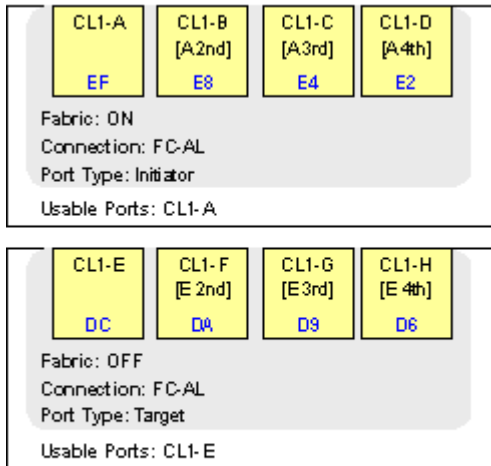 CL1-A CL1-B CL1-C CL1-D
[A2nd] [A3rd] [A4th]
EF E8 E4 E2
Fabric: ON
Connection: FC-AL
Port Type: Initiator
Usable Ports: CL1-A
CL1-E CL1-F CL1-G CL1-H
[E 2nd] [E3rd] [E 4th]
DC DA D9 D6
Fabric: OFF
Connection: FC-AL
Port Type: Target
Usable Ports: CL1-E